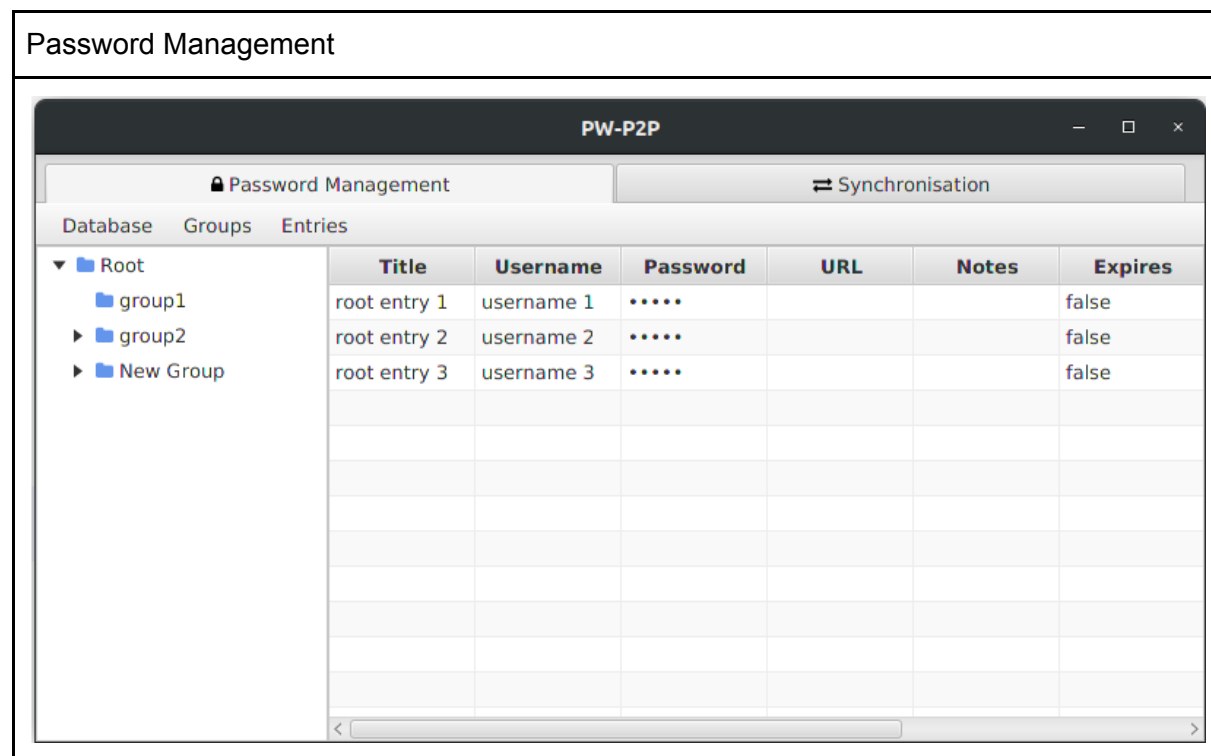 Password Management
PW-P2P
Password Management Synchronisation
Database Groups Entries
Root
group1
group2
New Group
Title Username Password URL Notes Expires
root entry 1 username 1 ••••• false
root entry 2 username 2 ••••• false
root entry 3 username 3 ••••• false